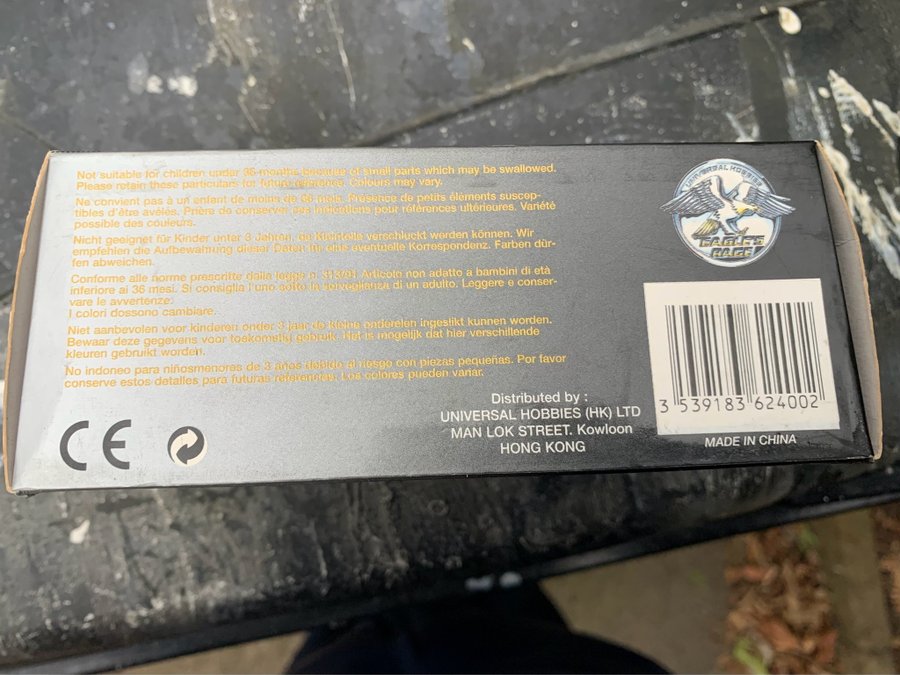 Not suitable for children under 36 months because of small parts which may be swallowed.
Please retain these particulars for future reference. Colours may vary.
Ne convient pas à un enfant de moins de 36 mois. Présence de petits éléments suscep-
tibles d'être avélés. Prière de conserver ces indications pour références ultérieures. Variété
possible des couleurs.
Nicht geeignet für Kinder unter 3 Jahren, da Kleinteile verschluckt werden können. Wir
empfehlen die Aufbewahrung dieser Daten für eine eventuelle Korrespondenz. Farben dür-
fen abweichen.
Conforme alle norme prescritte dalla legge n. 313/91 Articolo non adatto a bambini di età
inferiore ai 36 mesi. Si consiglia l'uso sotto la sorveglianza di un adulto. Leggere e conser-
vare le avvertenze.
I colori dossono cambiare.
Niet aanbevolen voor kinderen onder 3 jaar de kleine onderelen ingeslikt kunnen worden.
Bewaar deze gegevens voor toekomstig gebruik. Het is mogelijk dat hier verschillende
kleuren gebruikt worden.
No indoneo para niñosmenores de 3 años debido al riesgo con piezas pequeñas. Por favor
conserve estos detalles para futuras referencias. Los colores pueden variar.
CE
Distributed by :
UNIVERSAL HOBBIES (HK) LTD
MAN LOK STREET. Kowloon
HONG KONG
UNIVERSAL HOBBIES
EAGLE'S
RACE
3 539183 624002
MADE IN CHINA